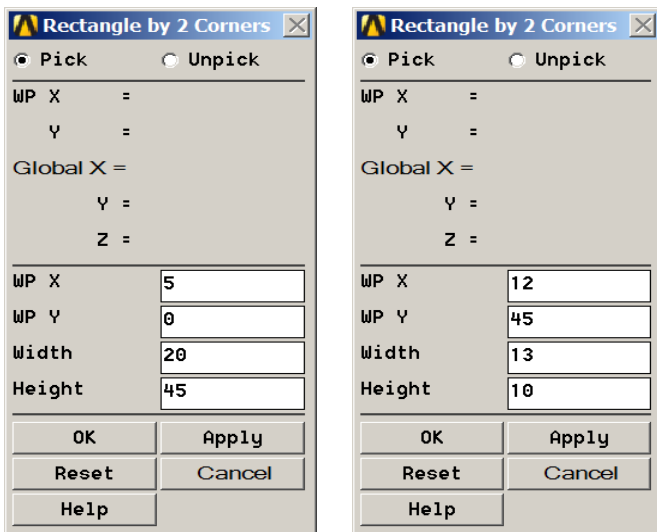 Rectangle by 2 Corners
Pick Unpick
WP X =
Y =
Global X =
Y =
Z =
WP X 5
WP Y 0
Width 20
Height 45
OK Apply
Reset Cancel
Help
Rectangle by 2 Corners
Pick Unpick
WP X =
Y =
Global X =
Y =
Z =
WP X 12
WP Y 45
Width 13
Height 10
OK Apply
Reset Cancel
Help